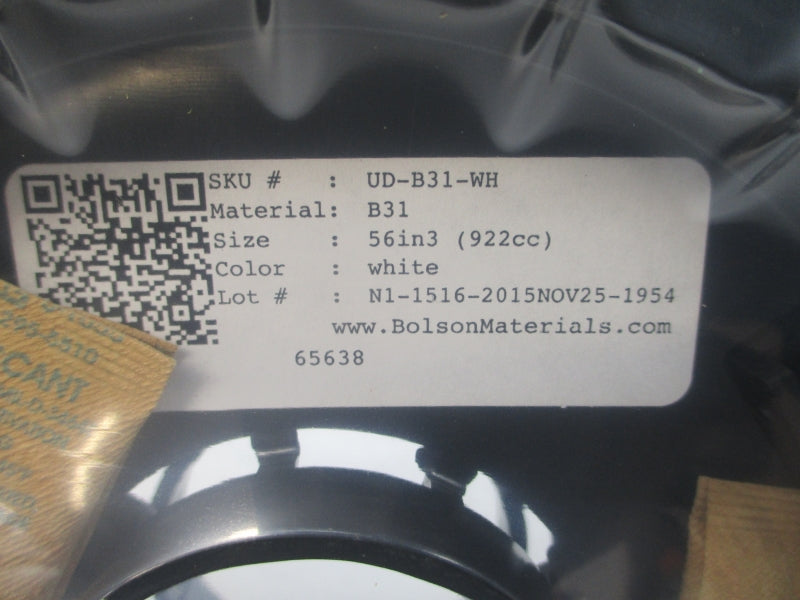 SKU # : UD-B31-WH
Material: B31
Size : 56in3 (922cc)
Color : white
Lot # : N1-1516-2015NOV25-1954
www.BolsonMaterials.com
65638